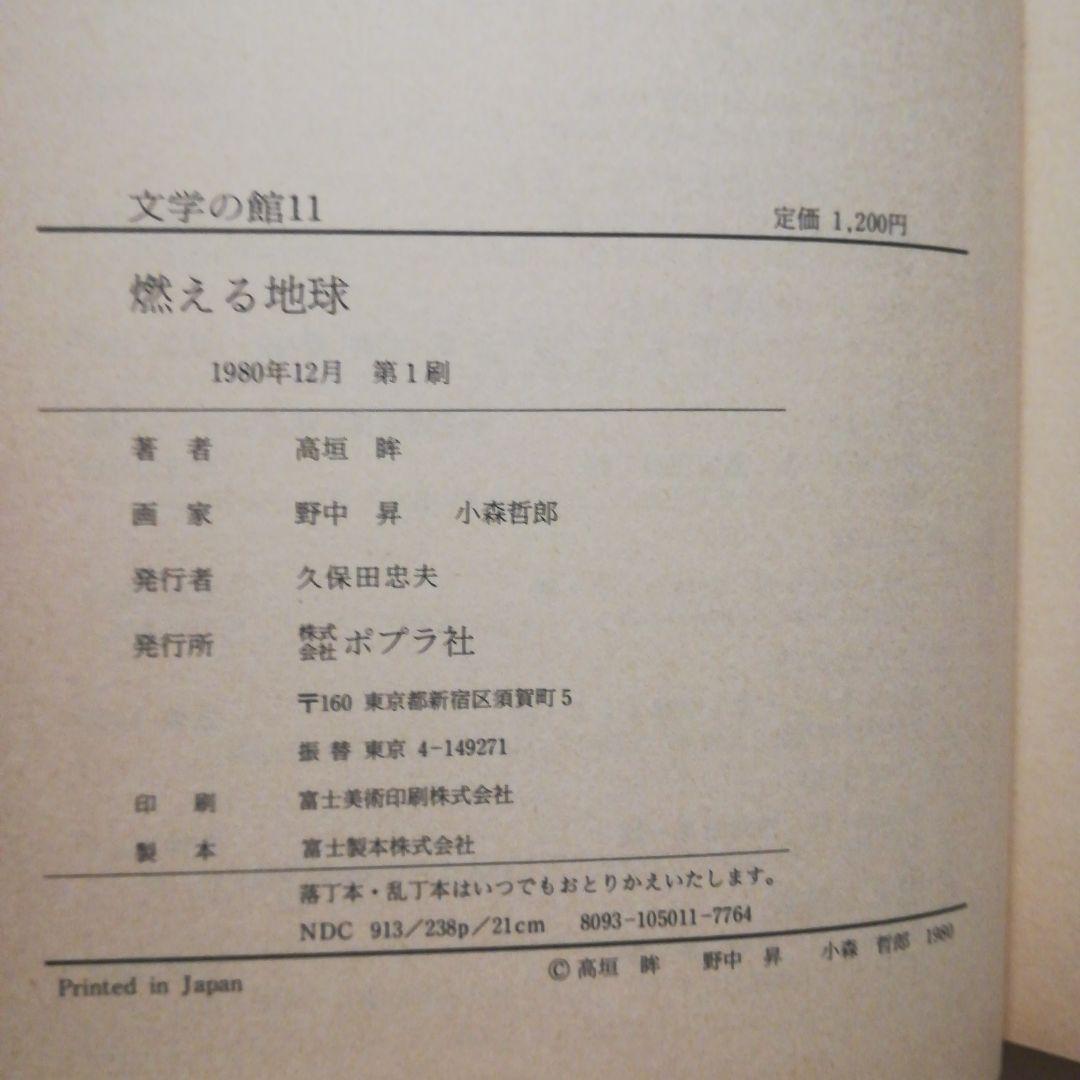 文学の館11
定価 1,200円
燃える地球
1980年12月 第1刷
著者 高垣 眸
画家 野中 昇 小森哲郎
発行者 久保田忠夫
発行所 株式会社ポプラ社
〒160 東京都新宿区須賀町5
振替 東京 4-149271
印刷 富士美術印刷株式会社
製本 富士製本株式会社
落丁本・乱丁本はいつでもおとりかえいたします。
NDC 913/238p/21cm 8093-105011-7764
Printed in Japan
©高垣 眸 野中 昇 小森 哲郎 1980